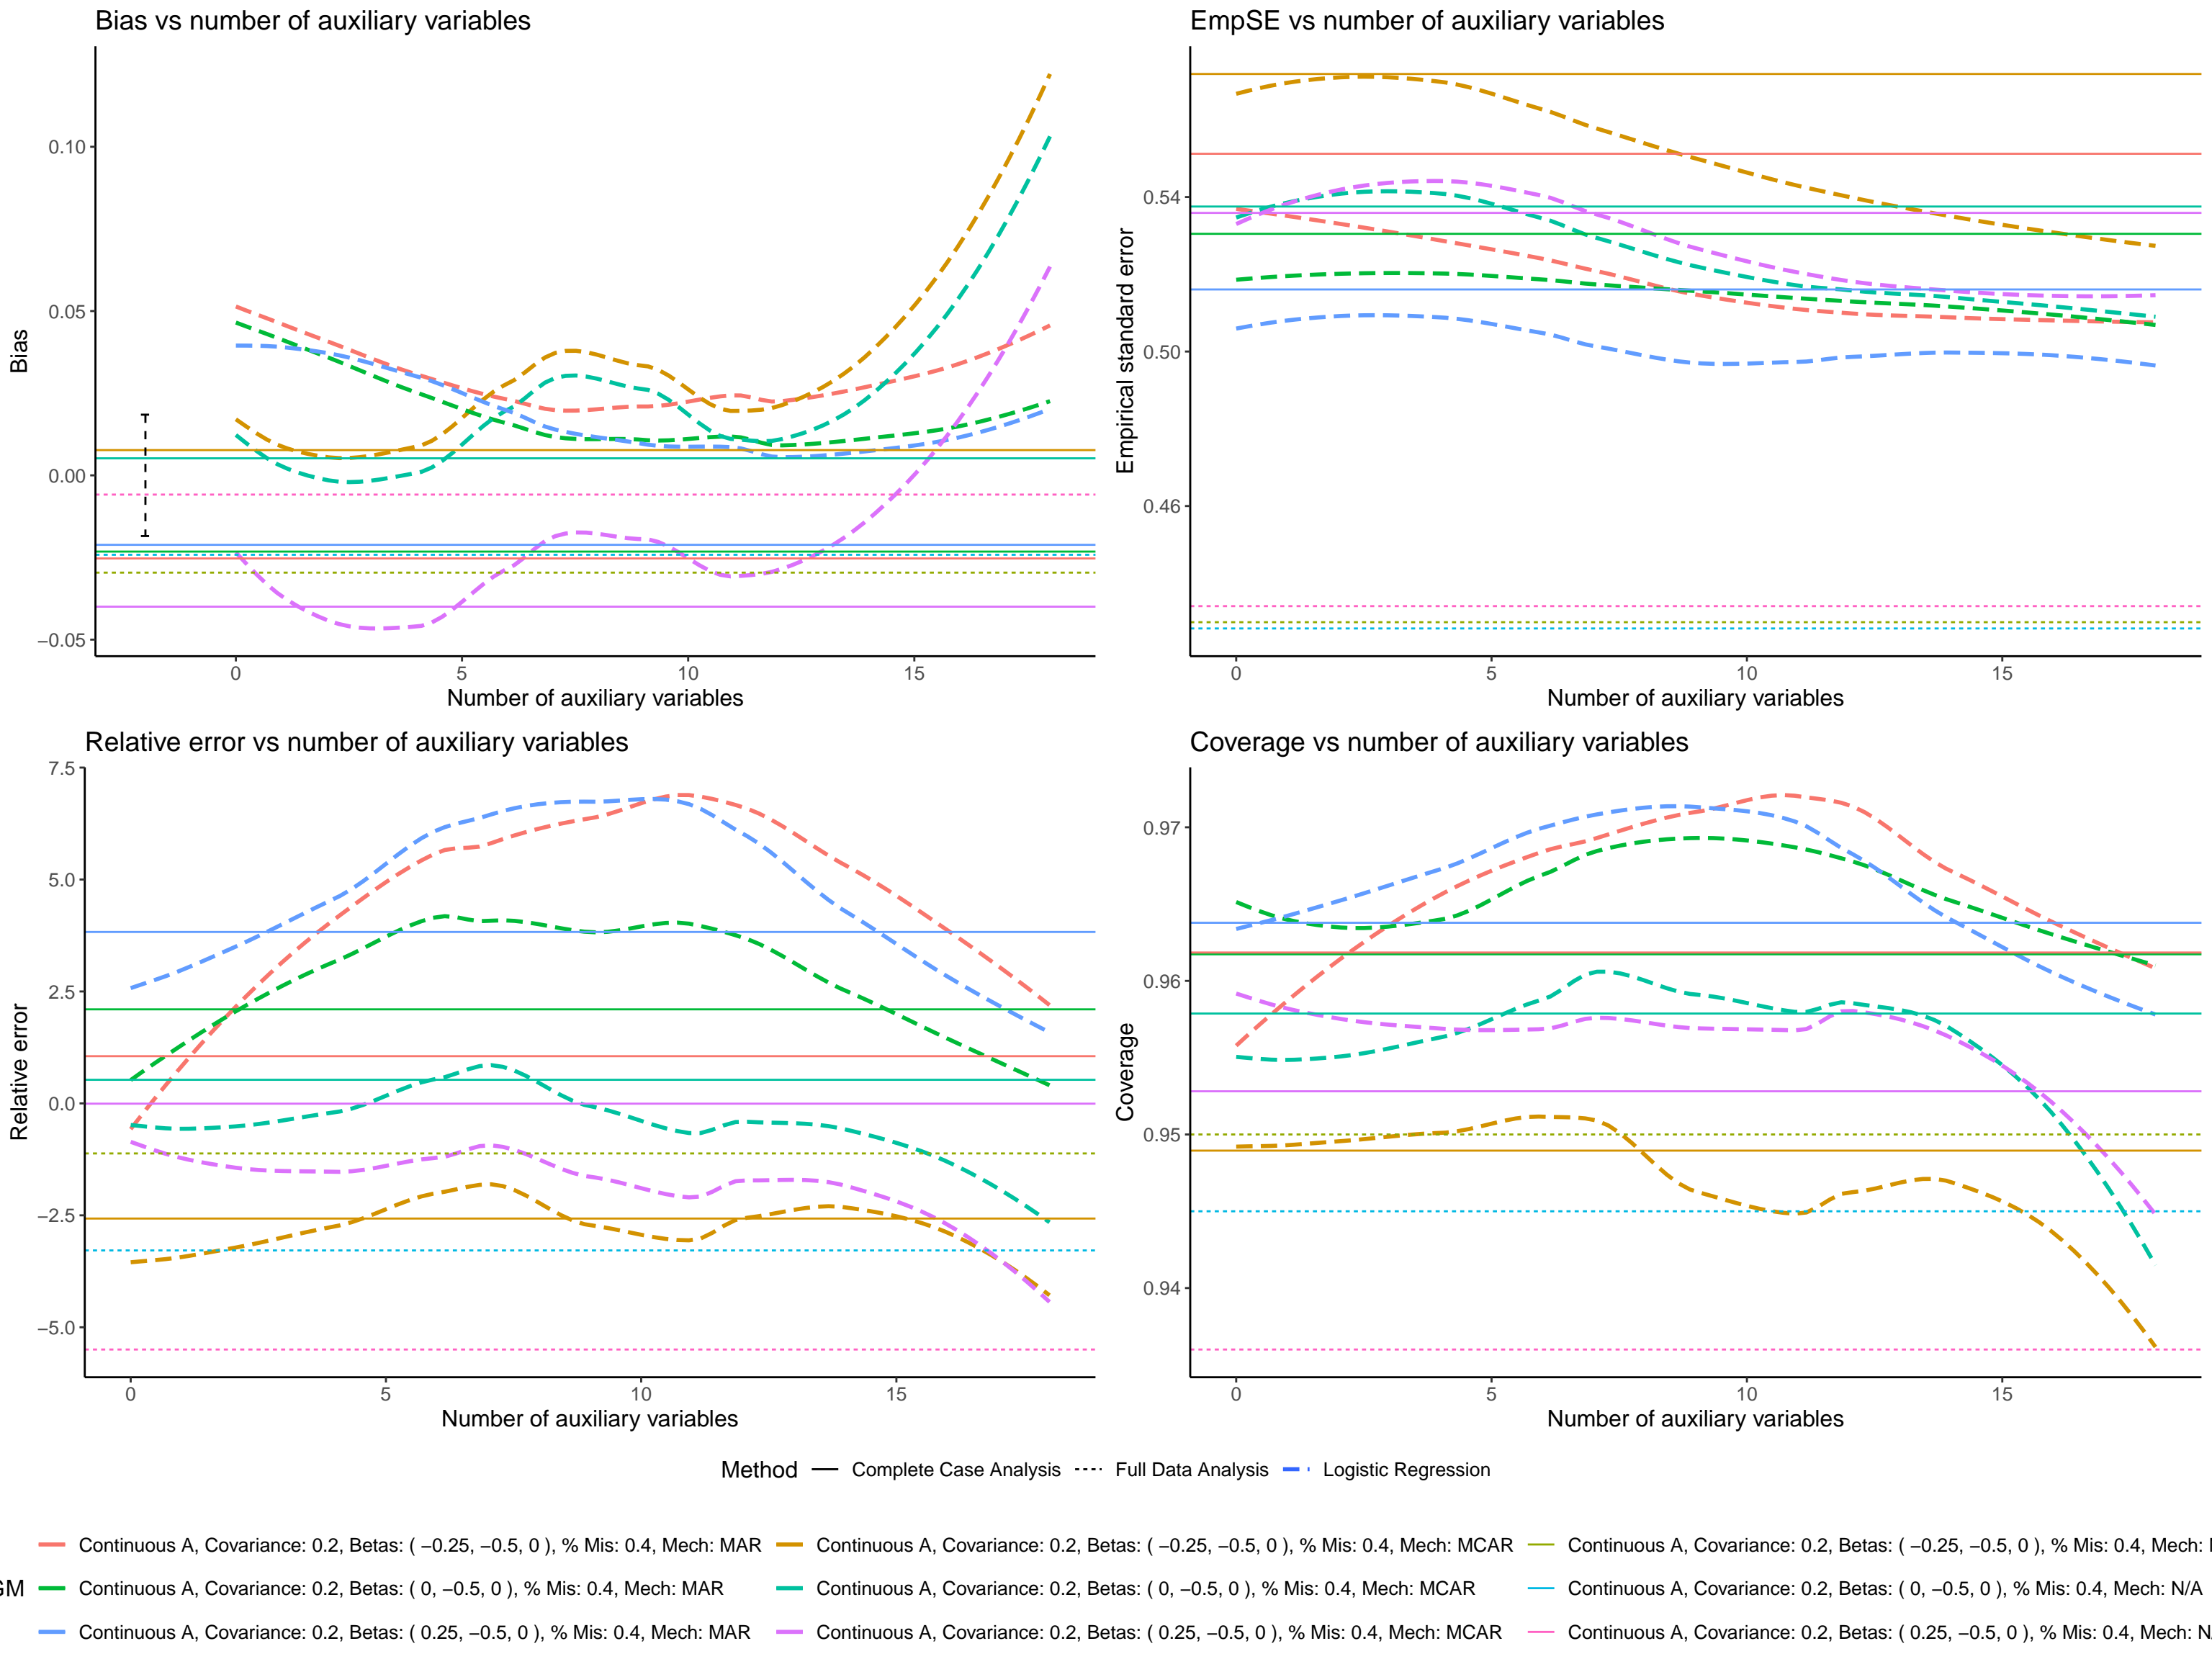 Bias vs number of auxiliary variables
EmpSE vs number of auxiliary variables
Bias
0.10
0.05
0.00
−0.05
0 5 10 15
Number of auxiliary variables
Empirical standard error
0.54
0.50
0.46
0 5 10 15
Number of auxiliary variables
Relative error vs number of auxiliary variables
Coverage vs number of auxiliary variables
Relative error
7.5
5.0
2.5
0.0
−2.5
−5.0
0 5 10 15
Number of auxiliary variables
Coverage
0.97
0.96
0.95
0.94
0 5 10 15
Number of auxiliary variables
Method Complete Case Analysis Full Data Analysis Logistic Regression
Continuous A, Covariance: 0.2, Betas: ( −0.25, −0.5, 0 ), % Mis: 0.4, Mech: MAR
Continuous A, Covariance: 0.2, Betas: ( −0.25, −0.5, 0 ), % Mis: 0.4, Mech: MCAR
Continuous A, Covariance: 0.2, Betas: ( −0.25, −0.5, 0 ), % Mis: 0.4, Mech:
GM
Continuous A, Covariance: 0.2, Betas: ( 0, −0.5, 0 ), % Mis: 0.4, Mech: MAR
Continuous A, Covariance: 0.2, Betas: ( 0, −0.5, 0 ), % Mis: 0.4, Mech: MCAR
Continuous A, Covariance: 0.2, Betas: ( 0, −0.5, 0 ), % Mis: 0.4, Mech: N/A
Continuous A, Covariance: 0.2, Betas: ( 0.25, −0.5, 0 ), % Mis: 0.4, Mech: MAR
Continuous A, Covariance: 0.2, Betas: ( 0.25, −0.5, 0 ), % Mis: 0.4, Mech: MCAR
Continuous A, Covariance: 0.2, Betas: ( 0.25, −0.5, 0 ), % Mis: 0.4, Mech: